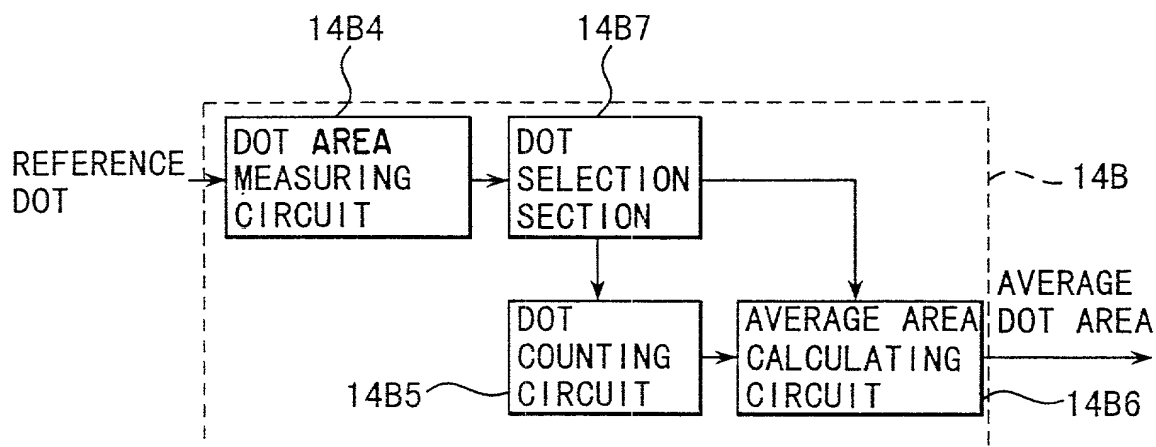 14B4
14B7
REFERENCE
DOT
DOT AREA
MEASURING
CIRCUIT
DOT
SELECTION
SECTION
14B
DOT
COUNTING
CIRCUIT
14B5
AVERAGE AREA
CALCULATING
CIRCUIT
AVERAGE
DOT AREA
14B6